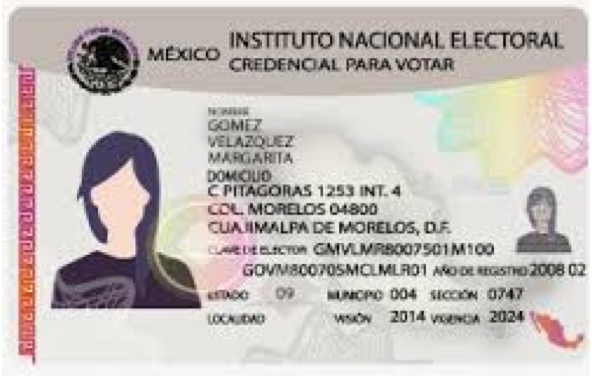 MÉXICO INSTITUTO NACIONAL ELECTORAL
CREDENCIAL PARA VOTAR
NOMBRE
GOMEZ
VELAZQUEZ
MARGARITA
DOMICILIO
C PITAGORAS 1253 INT. 4
COL. MORELOS 04800
CUAJIMALPA DE MORELOS, D.F.
CLAVE DE ELECTOR GMVLMR8007501M100
GOVM800705MCLMLR01 AÑO DE REGISTRO 2008 02
ESTADO 09 MUNICIPIO 004 SECCIÓN 0747
LOCALIDAD 2014 VIGENCIA 2024